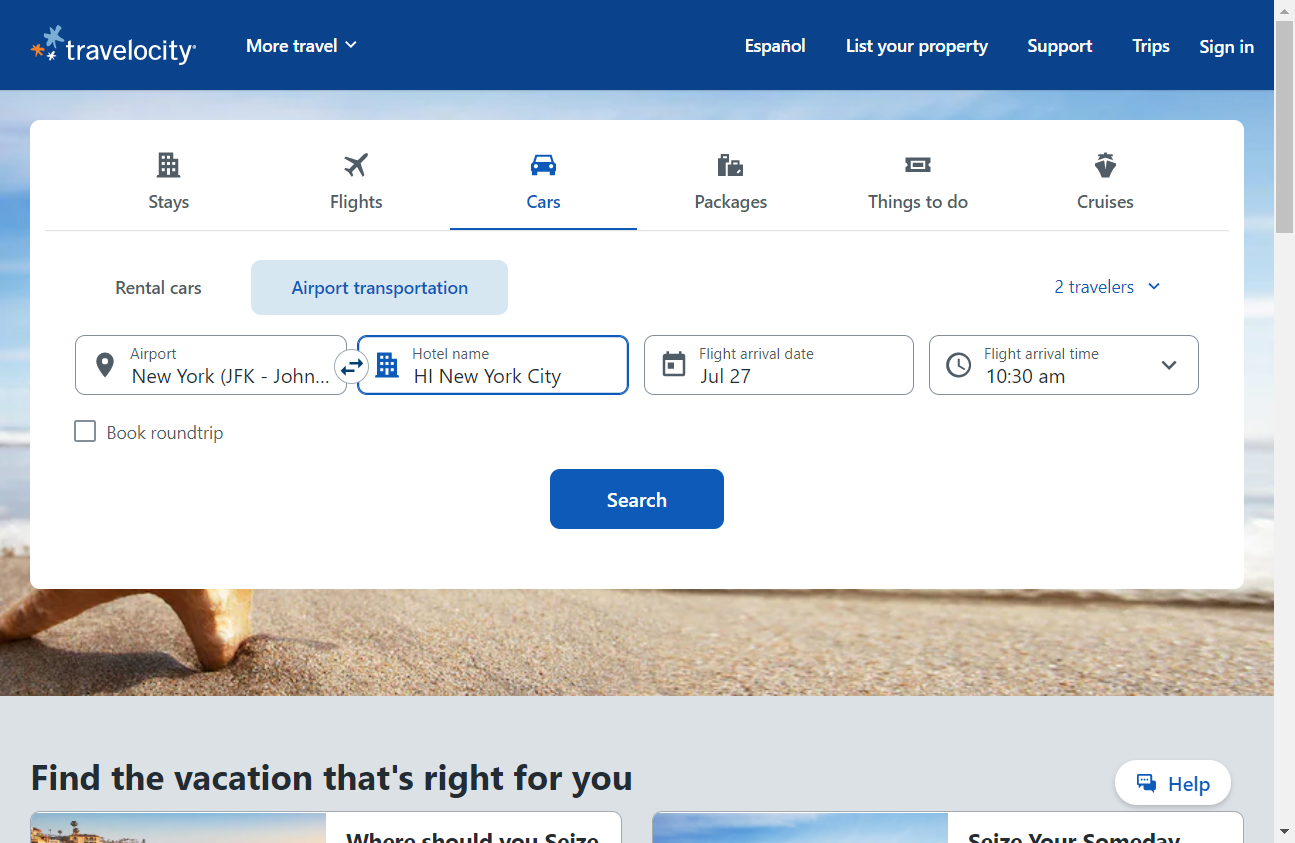 travelocity
More travel
Español
List your property
Support
Trips
Sign in
Stays
Flights
Cars
Packages
Things to do
Cruises
Rental cars
Airport transportation
2 travelers
Airport
New York (JFK - John...
Hotel name
HI New York City
Flight arrival date
Jul 27
Flight arrival time
10:30 am
Book roundtrip
Search
Find the vacation that's right for you
Help
Where should you Seize
Seize Your Someday